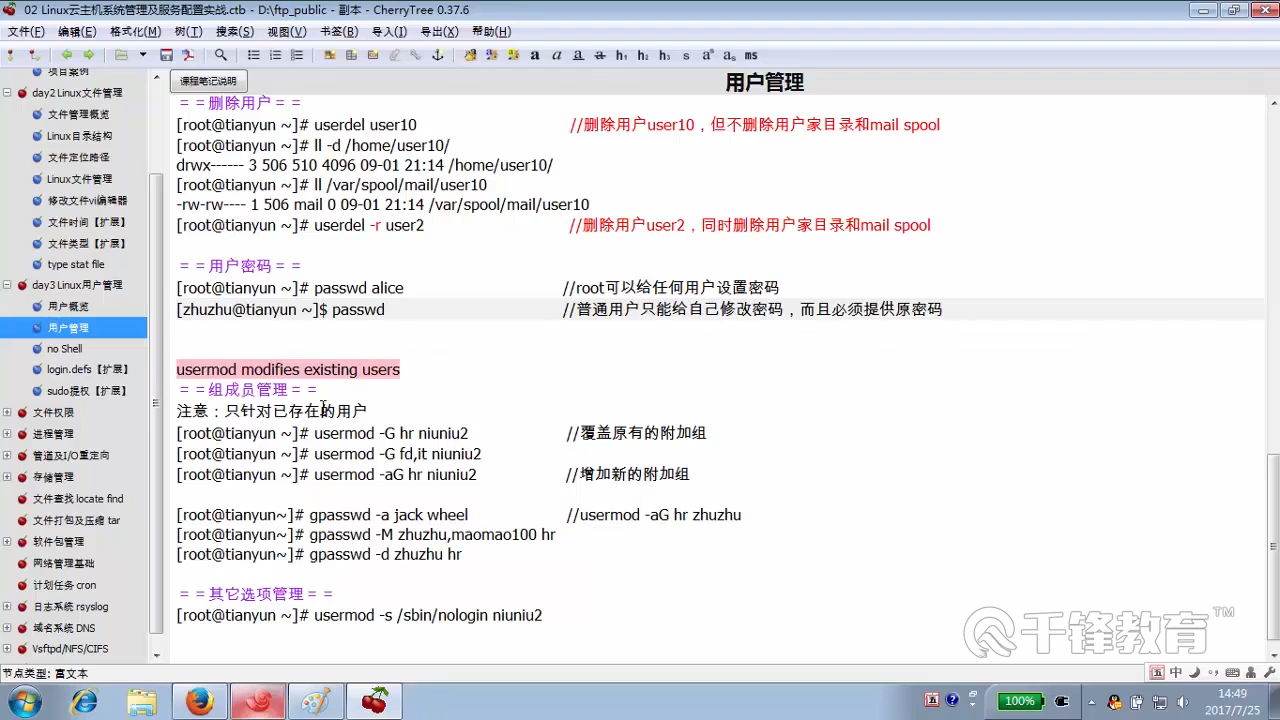 02 Linux云主机系统管理及服务配置实战.ctb - D:\ftp_public - 副本 - CherryTree 0.37.6
文件(F) 编辑(E) 格式化(M) 树(T) 搜索(S) 视图(V) 书签(B) 导入(I) 导出(X) 帮助(H)
a a a a h1 h2 h3 s a^s a_s ms
项目案例
day2Linux文件管理
文件管理概览
Linux目录结构
文件定位路径
Linux文件管理
修改文件vi编辑器
文件时间【扩展】
文件类型【扩展】
type stat file
day3 Linux用户管理
用户概览
用户管理
no Shell
login.defs【扩展】
sudo提权【扩展】
文件权限
进程管理
管道及I/O重定向
存储管理
文件查找 locate find
文件打包及压缩 tar
软件包管理
网络管理基础
计划任务 cron
日志系统 rsyslog
域名系统 DNS
Vsftpd/NFS/CIFS
课程笔记说明
用户管理
==删除用户==
[root@tianyun ~]# userdel user10 //删除用户user10，但不删除用户家目录和mail spool
[root@tianyun ~]# ll -d /home/user10/
drwx------ 3 506 510 4096 09-01 21:14 /home/user10/
[root@tianyun ~]# ll /var/spool/mail/user10
-rw-rw---- 1 506 mail 0 09-01 21:14 /var/spool/mail/user10
[root@tianyun ~]# userdel -r user2 //删除用户user2，同时删除用户家目录和mail spool
==用户密码==
[root@tianyun ~]# passwd alice //root可以给任何用户设置密码
[zhuzhu@tianyun ~]$ passwd //普通用户只能给自己修改密码，而且必须提供原密码
usermod modifies existing users
==组成员管理==
注意：只针对已存在的用户
[root@tianyun ~]# usermod -G hr niuniu2 //覆盖原有的附加组
[root@tianyun ~]# usermod -G fd,it niuniu2
[root@tianyun ~]# usermod -aG hr niuniu2 //增加新的附加组
[root@tianyun~]# gpasswd -a jack wheel //usermod -aG hr zhuzhu
[root@tianyun~]# gpasswd -M zhuzhu,maomao100 hr
[root@tianyun~]# gpasswd -d zhuzhu hr
==其它选项管理==
[root@tianyun ~]# usermod -s /sbin/nologin niuniu2
千锋教育™
节点类型: 富文本
五 中
五 100% 14:49
2017/7/25